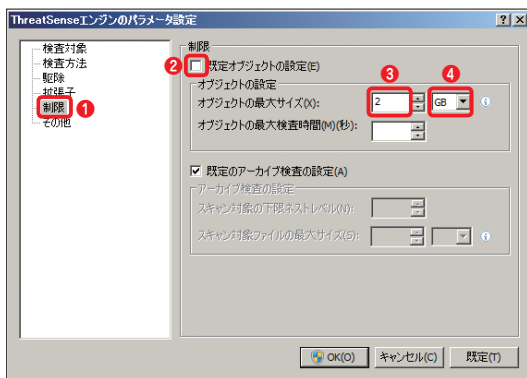 ThreatSenseエンジンのパラメータ設定
検査対象
検査方法
駆除
拡張子
制限 1
その他
制限
2 既定オブジェクトの設定(E)
オブジェクトの設定
3 4
オブジェクトの最大サイズ(X): 2 GB
オブジェクトの最大検査時間(M)(秒):
既定のアーカイブ検査の設定(A)
アーカイブ検査の設定
スキャン対象の下限ネストレベル(N):
スキャン対象ファイルの最大サイズ(S):
OK(O) キャンセル(C) 既定(T)